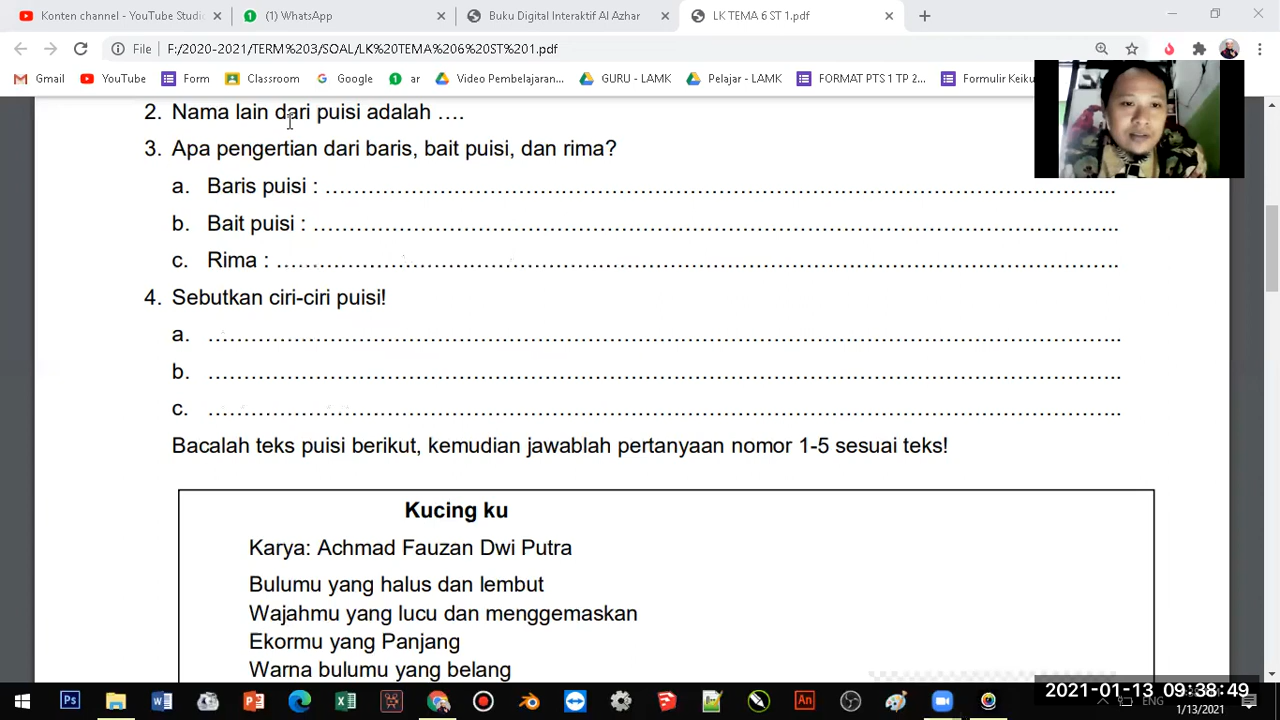 Konten channel - YouTube Studio
(1) WhatsApp
Buku Digital Interaktif Al Azhar
LK TEMA 6 ST 1.pdf
File
F:/2020-2021/TERM%203/SOAL/LK%20TEMA%206%20ST%201.pdf
Gmail
YouTube
Form
Classroom
Google
ar
Video Pembelajaran...
GURU - LAMK
Pelajar - LAMK
FORMAT PTS 1 TP 2...
Formulir Keiku
2. Nama lain dari puisi adalah ….
3. Apa pengertian dari baris, bait puisi, dan rima?
a. Baris puisi : ………………………………………………………………………………………...
b. Bait puisi : …………………………………………………………………………………………..
c. Rima : ………………………………………………………………………………………………..
4. Sebutkan ciri-ciri puisi!
a. …………………………………………………………………………………………………………..
b. …………………………………………………………………………………………………………..
c. …………………………………………………………………………………………………………..
Bacalah teks puisi berikut, kemudian jawablah pertanyaan nomor 1-5 sesuai teks!
Kucing ku
Karya: Achmad Fauzan Dwi Putra
Bulumu yang halus dan lembut
Wajahmu yang lucu dan menggemaskan
Ekormu yang Panjang
Warna bulumu yang belang
2021-01-13 09:38:49
ENG
1/13/2021